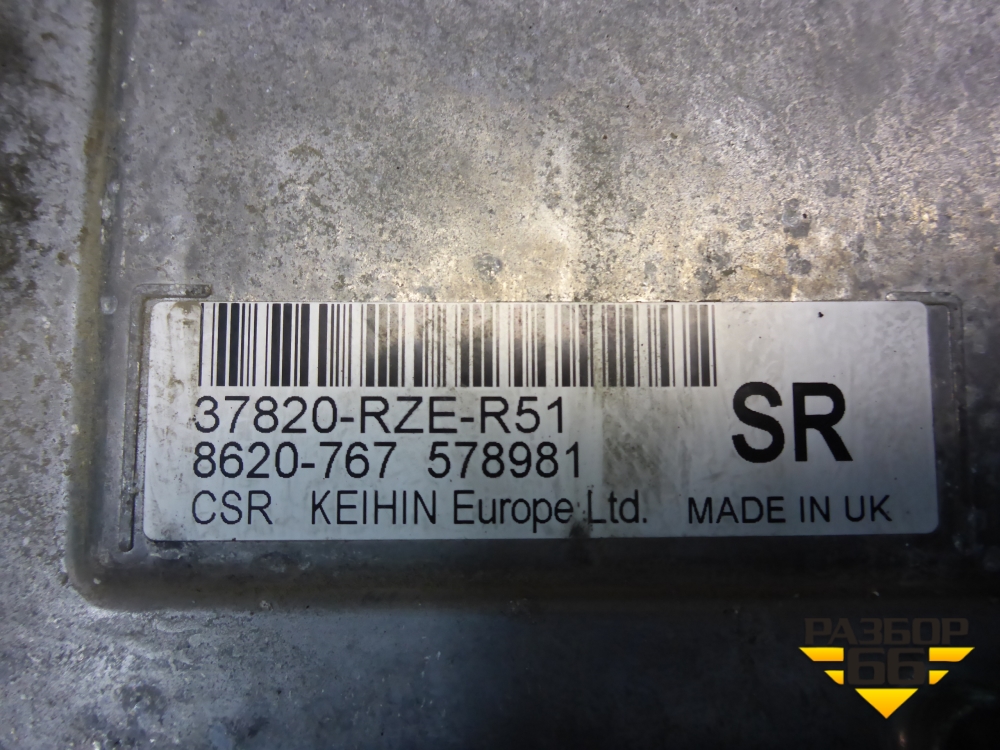 37820-RZE-R51
SR
8620-767 578981
CSR KEIHIN Europe Ltd. MADE IN UK
РАЗБОР
66